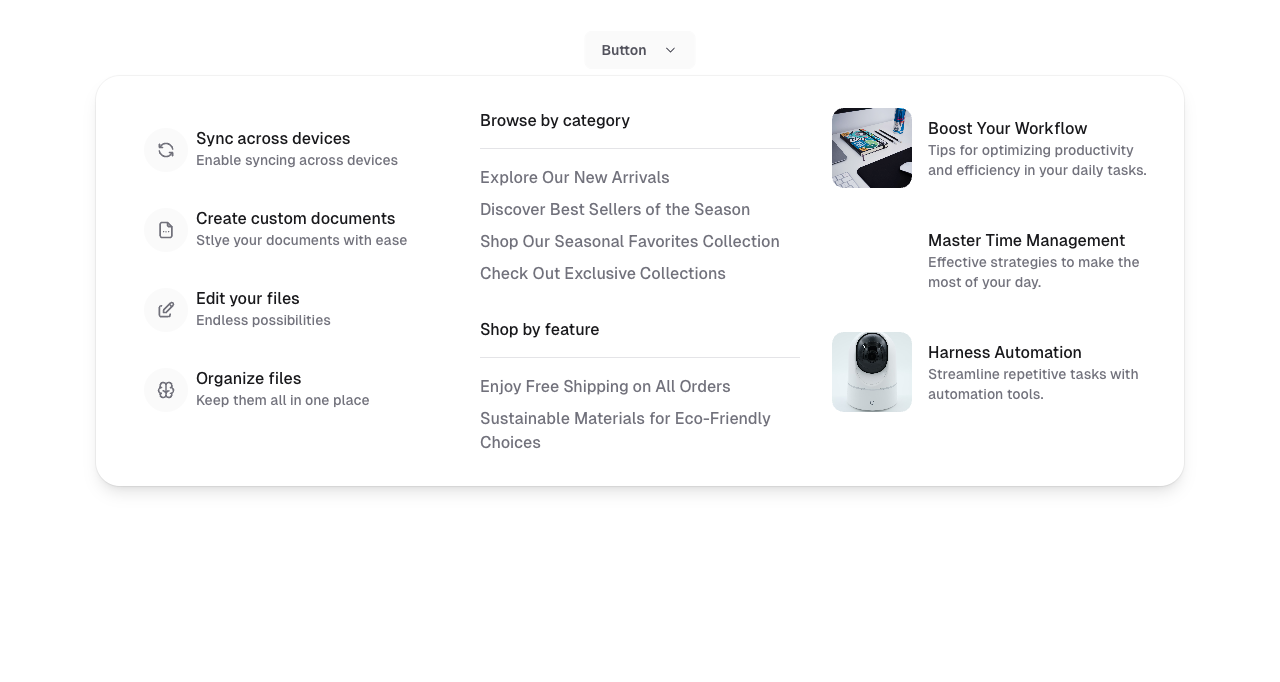 Button
Sync across devices
Enable syncing across devices
Create custom documents
Stlye your documents with ease
Edit your files
Endless possibilities
Organize files
Keep them all in one place
Browse by category
Explore Our New Arrivals
Discover Best Sellers of the Season
Shop Our Seasonal Favorites Collection
Check Out Exclusive Collections
Shop by feature
Enjoy Free Shipping on All Orders
Sustainable Materials for Eco-Friendly
Choices
Boost Your Workflow
Tips for optimizing productivity
and efficiency in your daily tasks.
Master Time Management
Effective strategies to make the
most of your day.
Harness Automation
Streamline repetitive tasks with
automation tools.